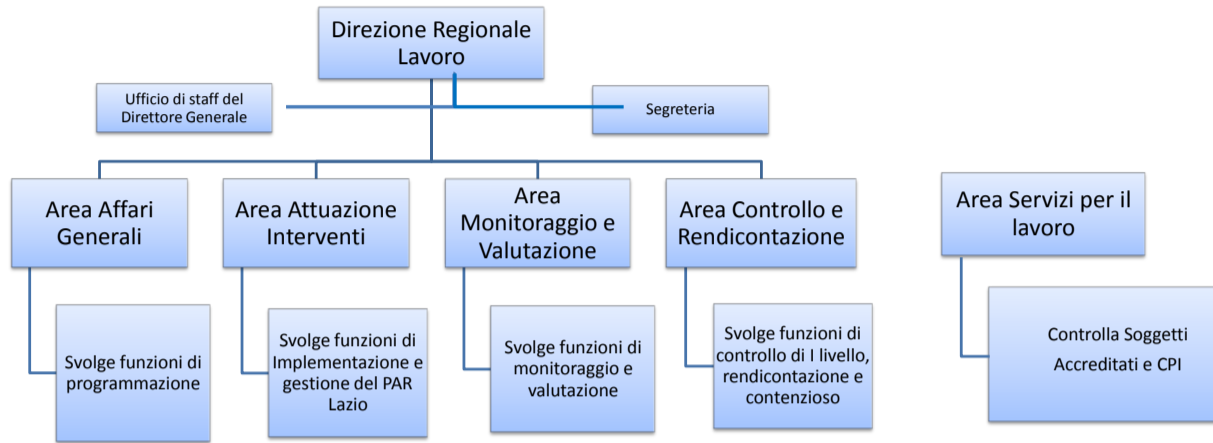 Direzione Regionale
Lavoro
Ufficio di staff del
Direttore Generale
Segreteria
Area Affari
Generali
Area Attuazione
Interventi
Area
Monitoraggio e
Valutazione
Area Controllo e
Rendicontazione
Area Servizi per il
lavoro
Svolge funzioni di
programmazione
Svolge funzioni di
Implementazione e
gestione del PAR
Lazio
Svolge funzioni di
monitoraggio e
valutazione
Svolge funzioni di
controllo di I livello,
rendicontazione e
contenzioso
Controlla Soggetti
Accreditati e CPI